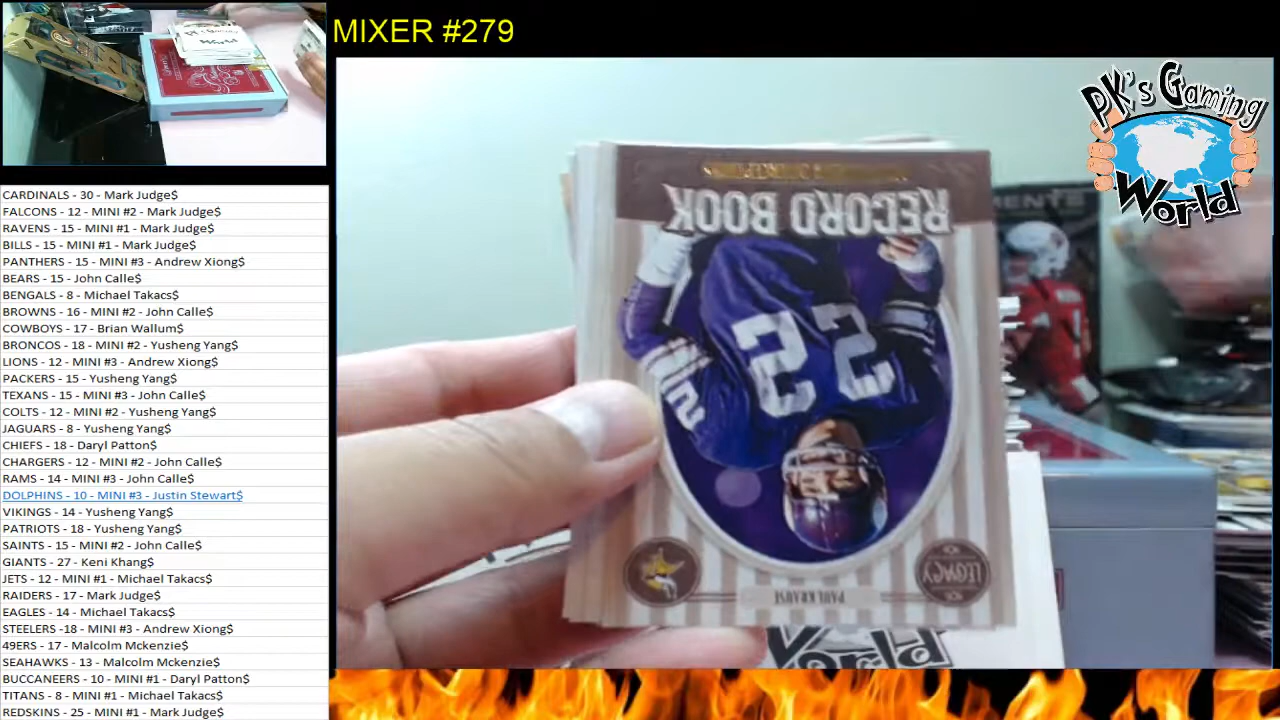 MIXER #279
PK's Gaming
World
CARDINALS - 30 - Mark Judge$
FALCONS - 12 - MINI #2 - Mark Judge$
RAVENS - 15 - MINI #1 - Mark Judge$
BILLS - 15 - MINI #1 - Mark Judge$
PANTHERS - 15 - MINI #3 - Andrew Xiong$
BEARS - 15 - John Calle$
BENGALS - 8 - Michael Takacs$
BROWNS - 16 - MINI #2 - John Calle$
COWBOYS - 17 - Brian Wallum$
BRONCOS - 18 - MINI #2 - Yusheng Yang$
LIONS - 12 - MINI #3 - Andrew Xiong$
PACKERS - 15 - Yusheng Yang$
TEXANS - 15 - MINI #3 - John Calle$
COLTS - 12 - MINI #2 - Yusheng Yang$
JAGUARS - 8 - Yusheng Yang$
CHIEFS - 18 - Daryl Patton$
CHARGERS - 12 - MINI #2 - John Calle$
RAMS - 14 - MINI #3 - John Calle$
DOLPHINS - 10 - MINI #3 - Justin Stewart$
VIKINGS - 14 - Yusheng Yang$
PATRIOTS - 18 - Yusheng Yang$
SAINTS - 15 - MINI #2 - John Calle$
GIANTS - 27 - Keni Khang$
JETS - 12 - MINI #1 - Michael Takacs$
RAIDERS - 17 - Mark Judge$
EAGLES - 14 - Michael Takacs$
STEELERS -18 - MINI #3 - Andrew Xiong$
49ERS - 17 - Malcolm Mckenzie$
SEAHAWKS - 13 - Malcolm Mckenzie$
BUCCANEERS - 10 - MINI #1 - Daryl Patton$
TITANS - 8 - MINI #1 - Michael Takacs$
REDSKINS - 25 - MINI #1 - Mark Judge$
RECORD BOOK
22
22
LEGACY
PAUL KRAUSE
World